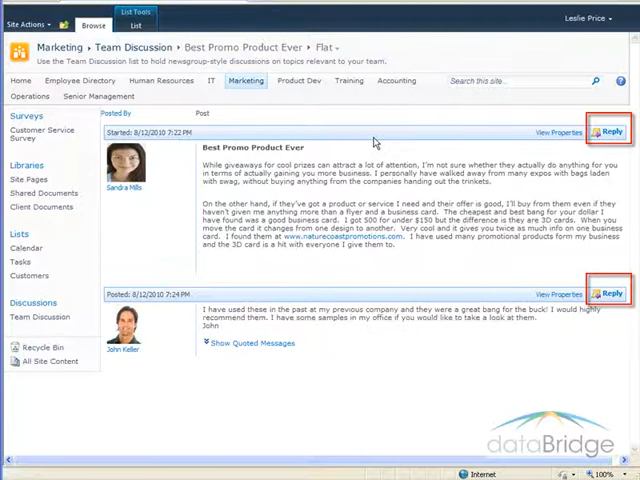 List Tools
Site Actions
Browse
List
Leslie Price
Marketing ▸ Team Discussion ▸ Best Promo Product Ever ▸ Flat
Use the Team Discussion list to hold newsgroup-style discussions on topics relevant to your team.
Home
Employee Directory
Human Resources
IT
Marketing
Product Dev
Training
Accounting
Search this site...
Operations
Senior Management
Surveys
Customer Service
Survey
Libraries
Site Pages
Shared Documents
Client Documents
Lists
Calendar
Tasks
Customers
Discussions
Team Discussion
Recycle Bin
All Site Content
Posted By
Post
Started: 8/12/2010 7:22 PM
View Properties
Reply
Sandra Mills
Best Promo Product Ever
While giveaways for cool prizes can attract a lot of attention, I'm not sure whether they actually do anything for you
in terms of actually gaining you more business. I personally have walked away from many expos with bags laden
with swag, without buying anything from the companies handing out the trinkets.
On the other hand, if they've got a product or service I need and their offer is good, I'll buy from them even if they
haven't given me anything more than a flyer and a business card. The cheapest and best bang for your dollar I
have found was a good business card. I got 500 for under $150 but the difference is they are 3D cards. When you
move the card it changes from one design to another. Very cool and it gives you twice as much info on one business
card. I found them at www.naturecoastpromotions.com. I have used many promotional products form my business
and the 3D card is a hit with everyone I give them to.
Posted: 8/12/2010 7:24 PM
View Properties
Reply
John Keller
I have used these in the past at my previous company and they were a great bang for the buck! I would highly
recommend them. I have some samples in my office if you would like to take a look at them.
John
Show Quoted Messages
dataBridge
Internet
100%